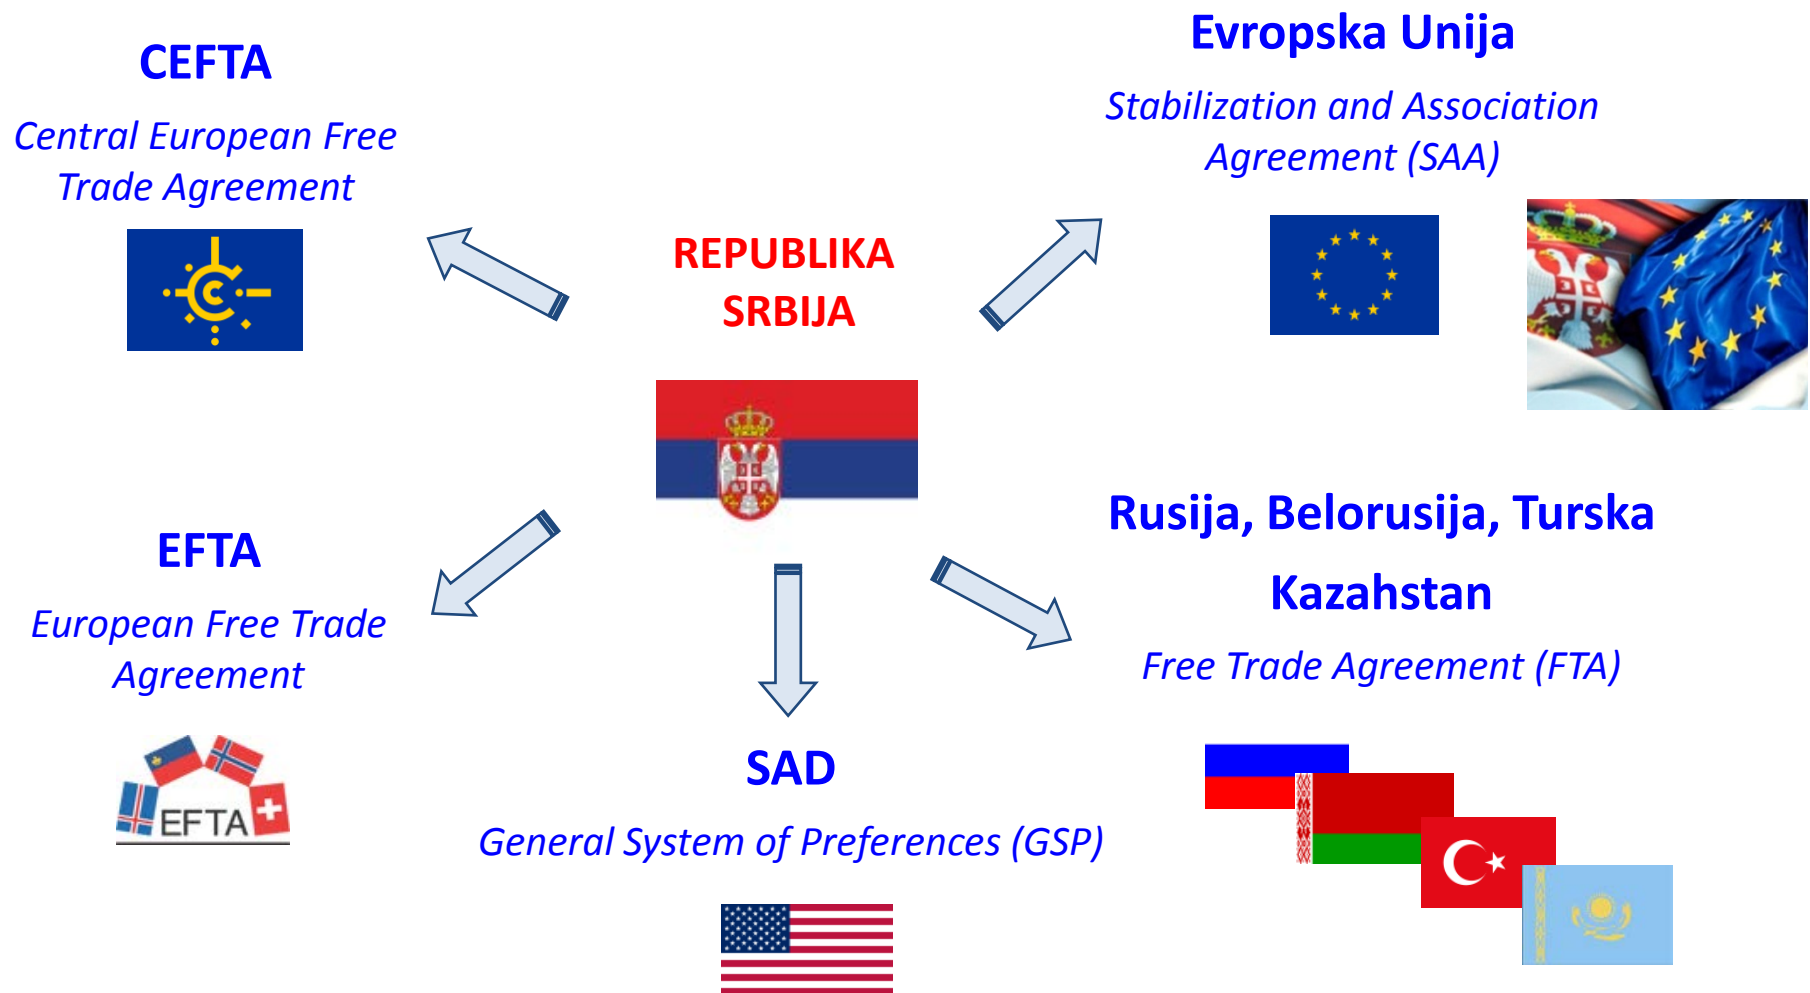 CEFTA
Central European Free
Trade Agreement
Evropska Unija
Stabilization and Association
Agreement (SAA)
REPUBLIKA
SRBIJA
EFTA
European Free Trade
Agreement
EFTA
Rusija, Belorusija, Turska
Kazahstan
Free Trade Agreement (FTA)
SAD
General System of Preferences (GSP)